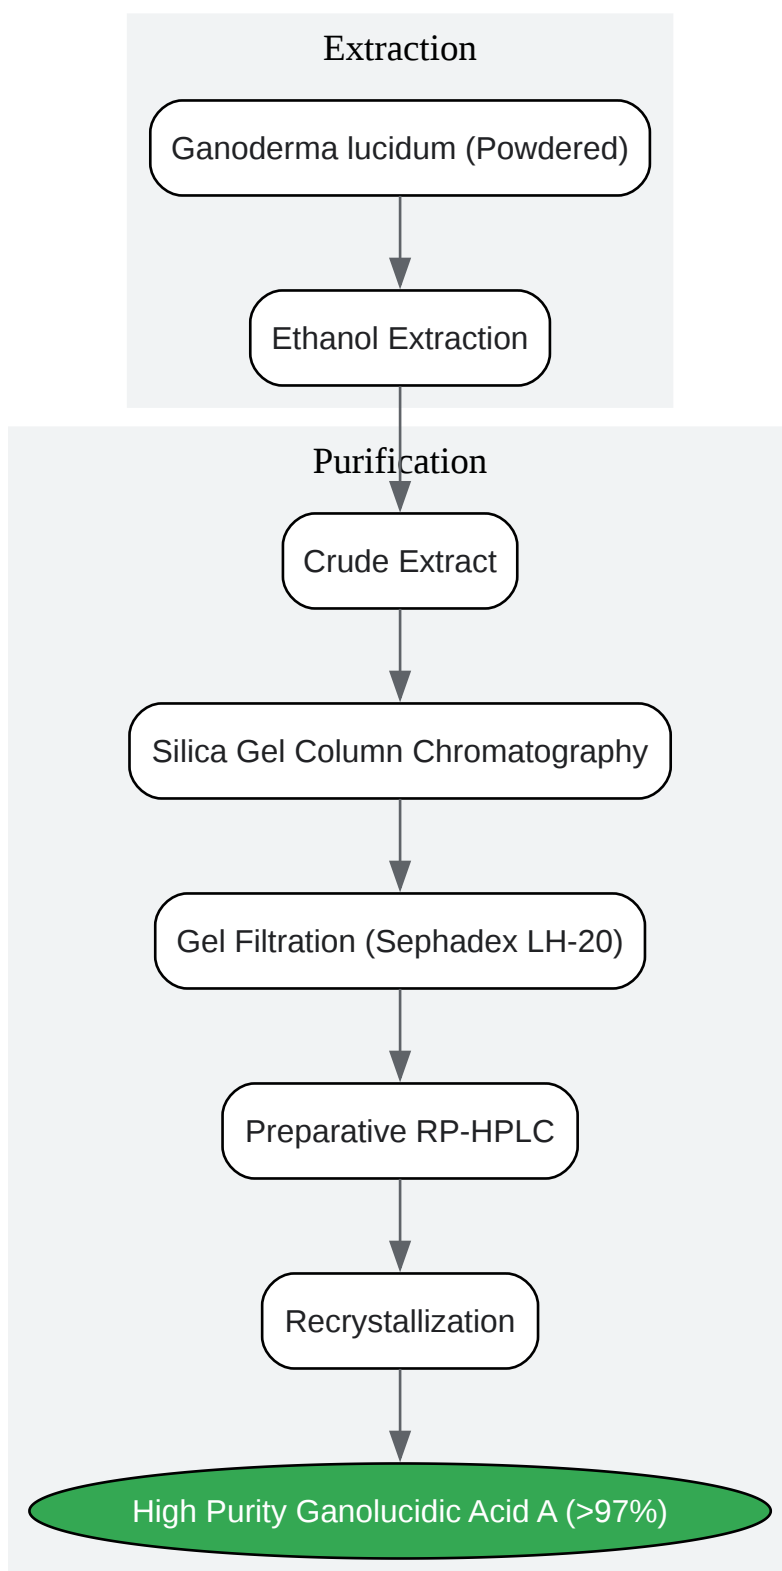 Extraction
Ganoderma lucidum (Powdered)
Ethanol Extraction
Purification
Crude Extract
Silica Gel Column Chromatography
Gel Filtration (Sephadex LH-20)
Preparative RP-HPLC
Recrystallization
High Purity Ganolucidic Acid A (>97%)